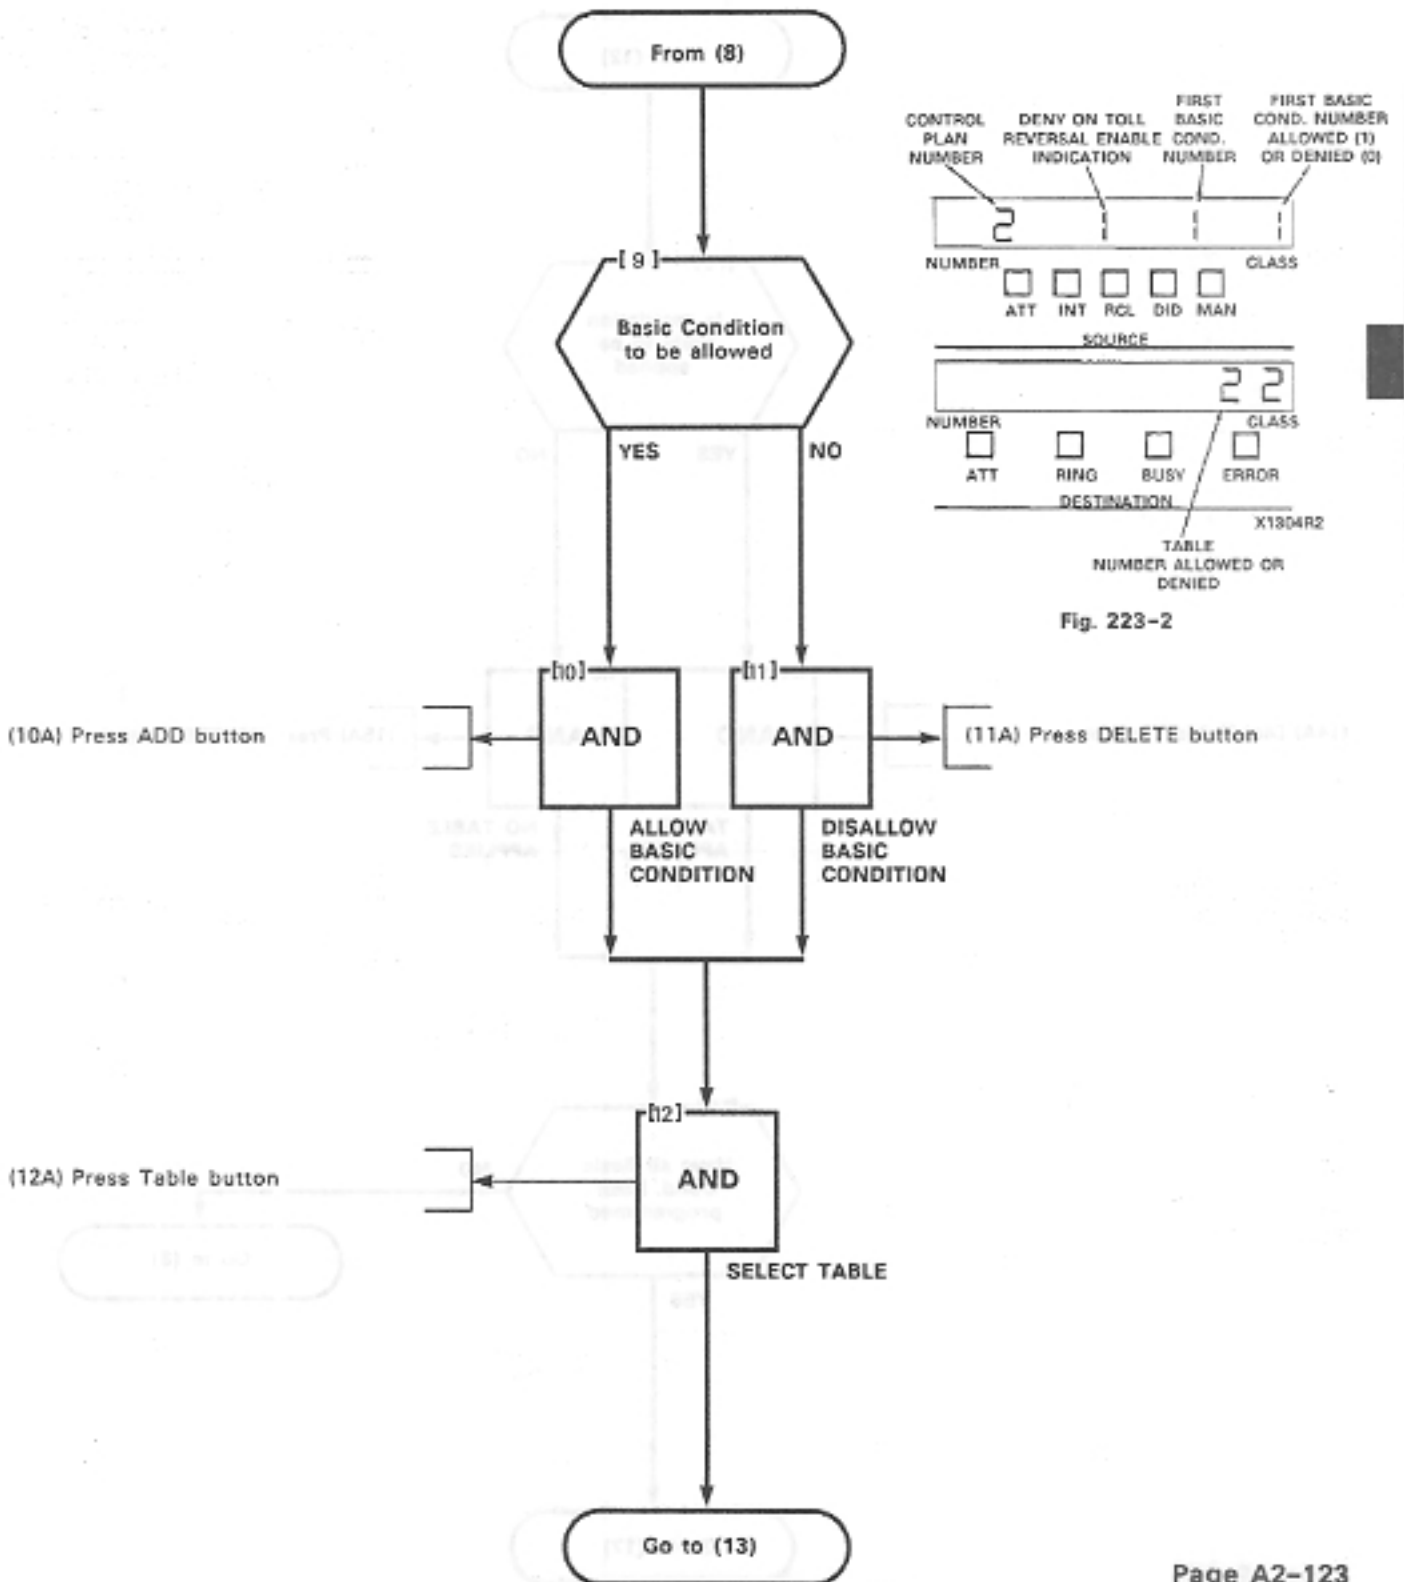 From (8)
CONTROL
PLAN
NUMBER
DENY ON TOLL
REVERSAL ENABLE
INDICATION
FIRST
BASIC
COND.
NUMBER
FIRST BASIC
COND. NUMBER
ALLOWED (1)
OR DENIED (0)
2 1 1 1
NUMBER CLASS
ATT INT RCL DID MAN
SOURCE
2 2
NUMBER CLASS
ATT RING BUSY ERROR
DESTINATION
X1304R2
TABLE
NUMBER ALLOWED OR
DENIED
Fig. 223-2
[ 9 ]
Basic Condition
to be allowed
YES NO
[10] [11]
(10A) Press ADD button
AND
AND
(11A) Press DELETE button
ALLOW
BASIC
CONDITION
DISALLOW
BASIC
CONDITION
[12]
(12A) Press Table button
AND
SELECT TABLE
Go to (13)
Page A2-123